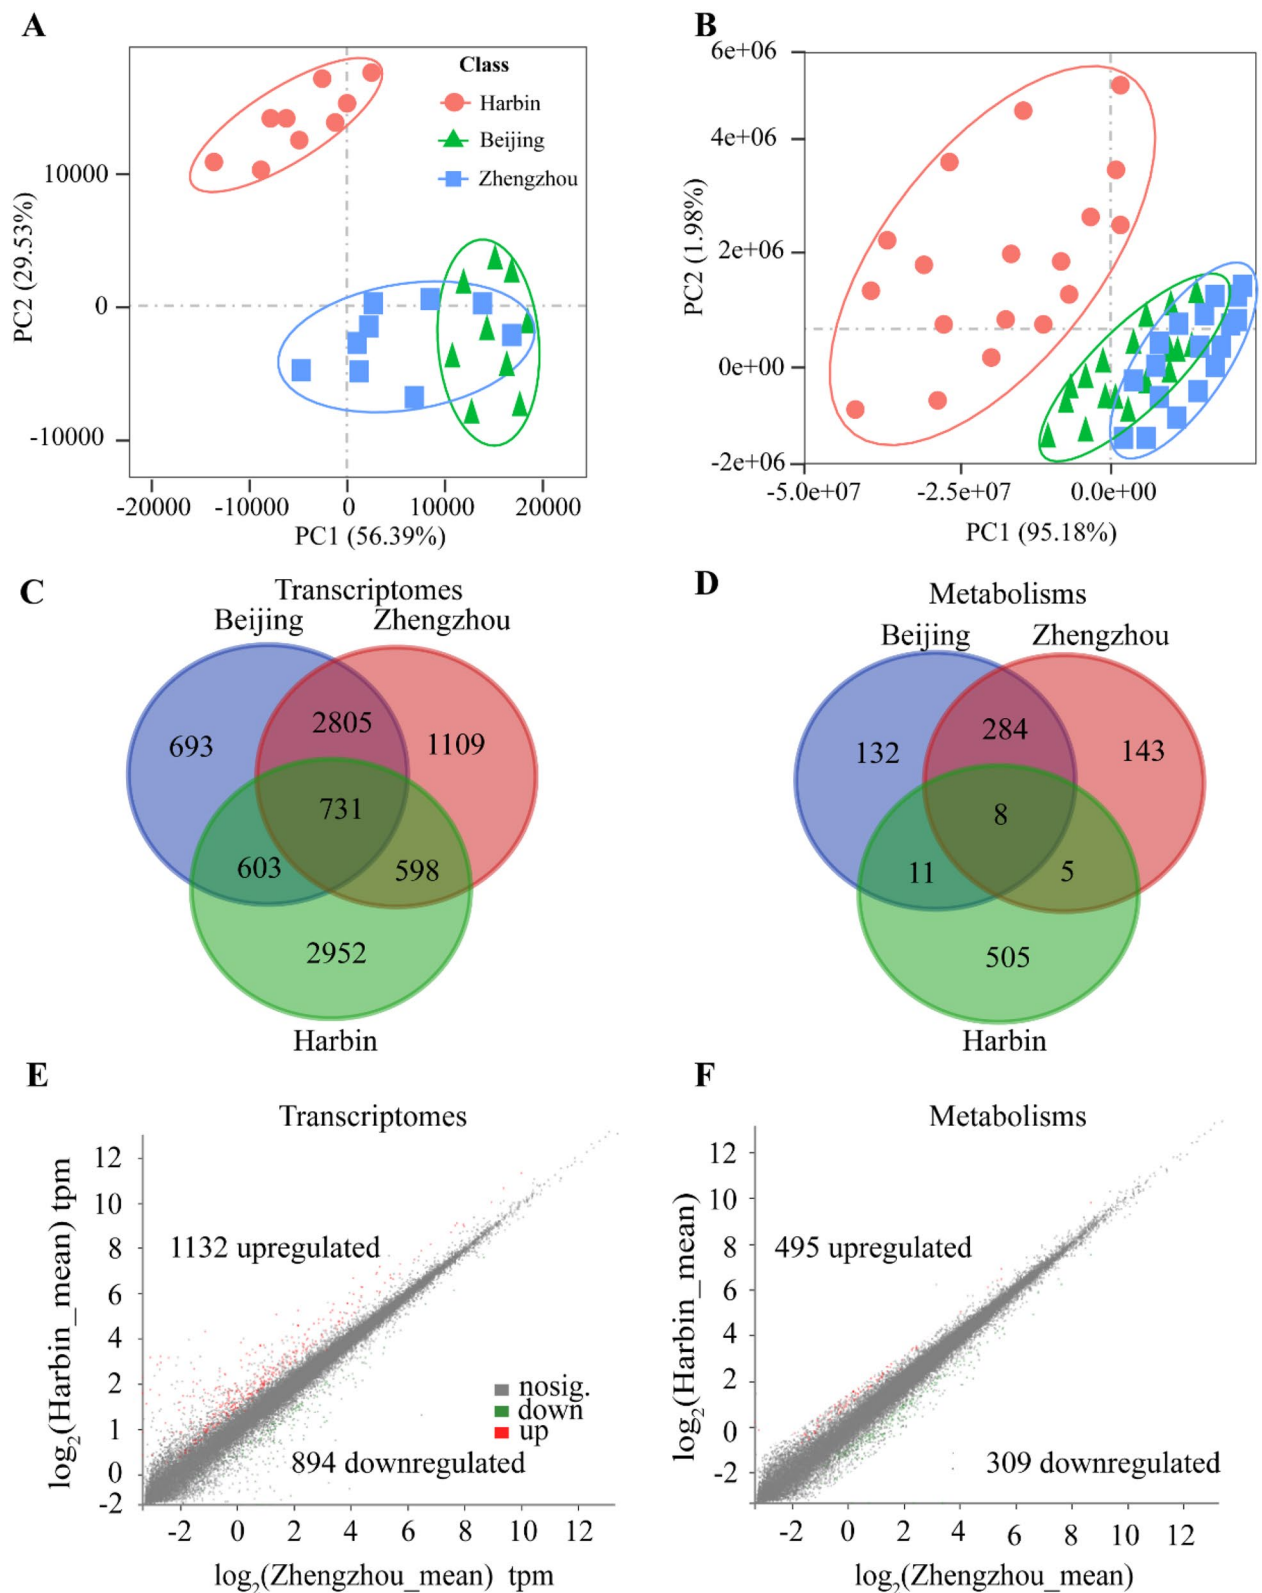 A
Class
Harbin
Beijing
Zhengzhou
PC2 (29.53%)
10000
0
-10000
-20000 -10000 0 10000 20000
PC1 (56.39%)
B
6e+06
4e+06
2e+06
0e+00
-2e+06
PC2 (1.98%)
-5.0e+07 -2.5e+07 0.0e+00
PC1 (95.18%)
C
Transcriptomes
Beijing Zhengzhou
693 2805 1109
731
603 598
2952
Harbin
D
Metabolisms
Beijing Zhengzhou
132 284 143
8
11 5
505
Harbin
E
Transcriptomes
log2(Harbin_mean) tpm
12
10
8
6
4
2
1
0
-2
1132 upregulated
nosig.
down
up
894 downregulated
-2 0 2 4 6 8 10 12
log2(Zhengzhou_mean) tpm
F
Metabolisms
log2(Harbin_mean)
12
10
8
6
4
2
0
-2
495 upregulated
309 downregulated
-2 0 2 4 6 8 10 12
log2(Zhengzhou_mean)